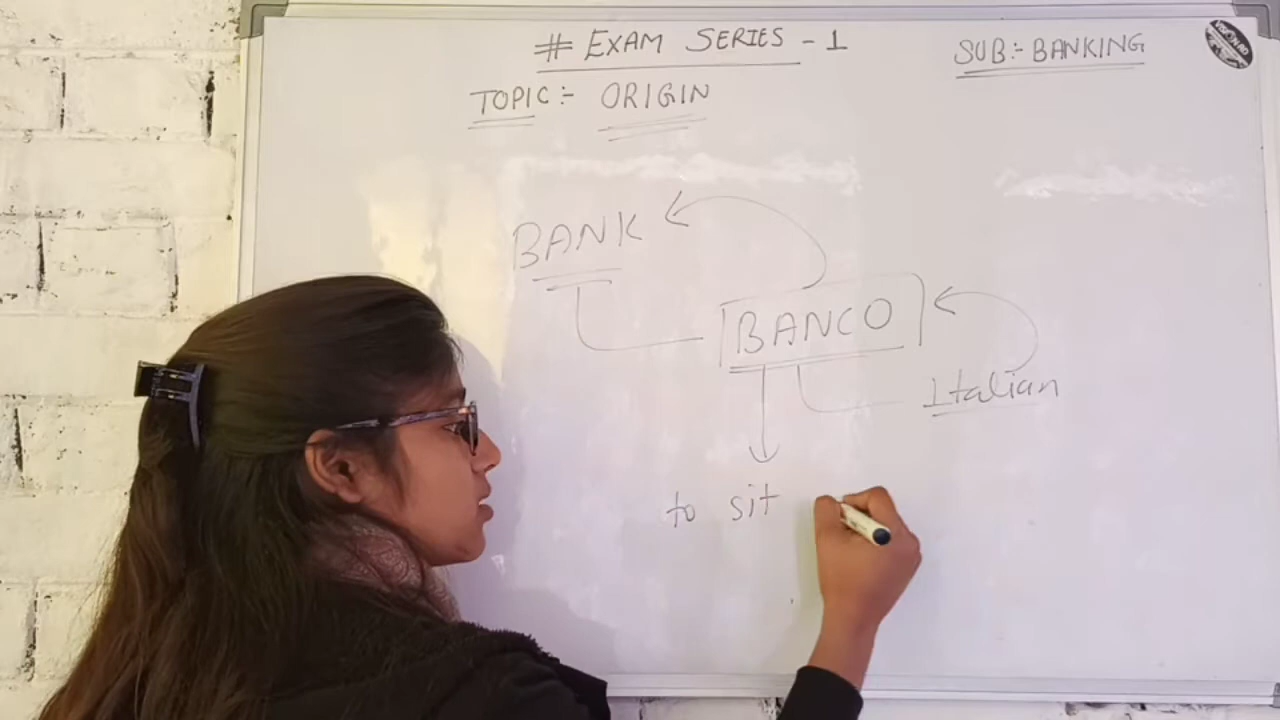 # EXAM SERIES - 1
SUB:- BANKING
TOPIC:- ORIGIN
BANK
BANCO
Italian
to sit